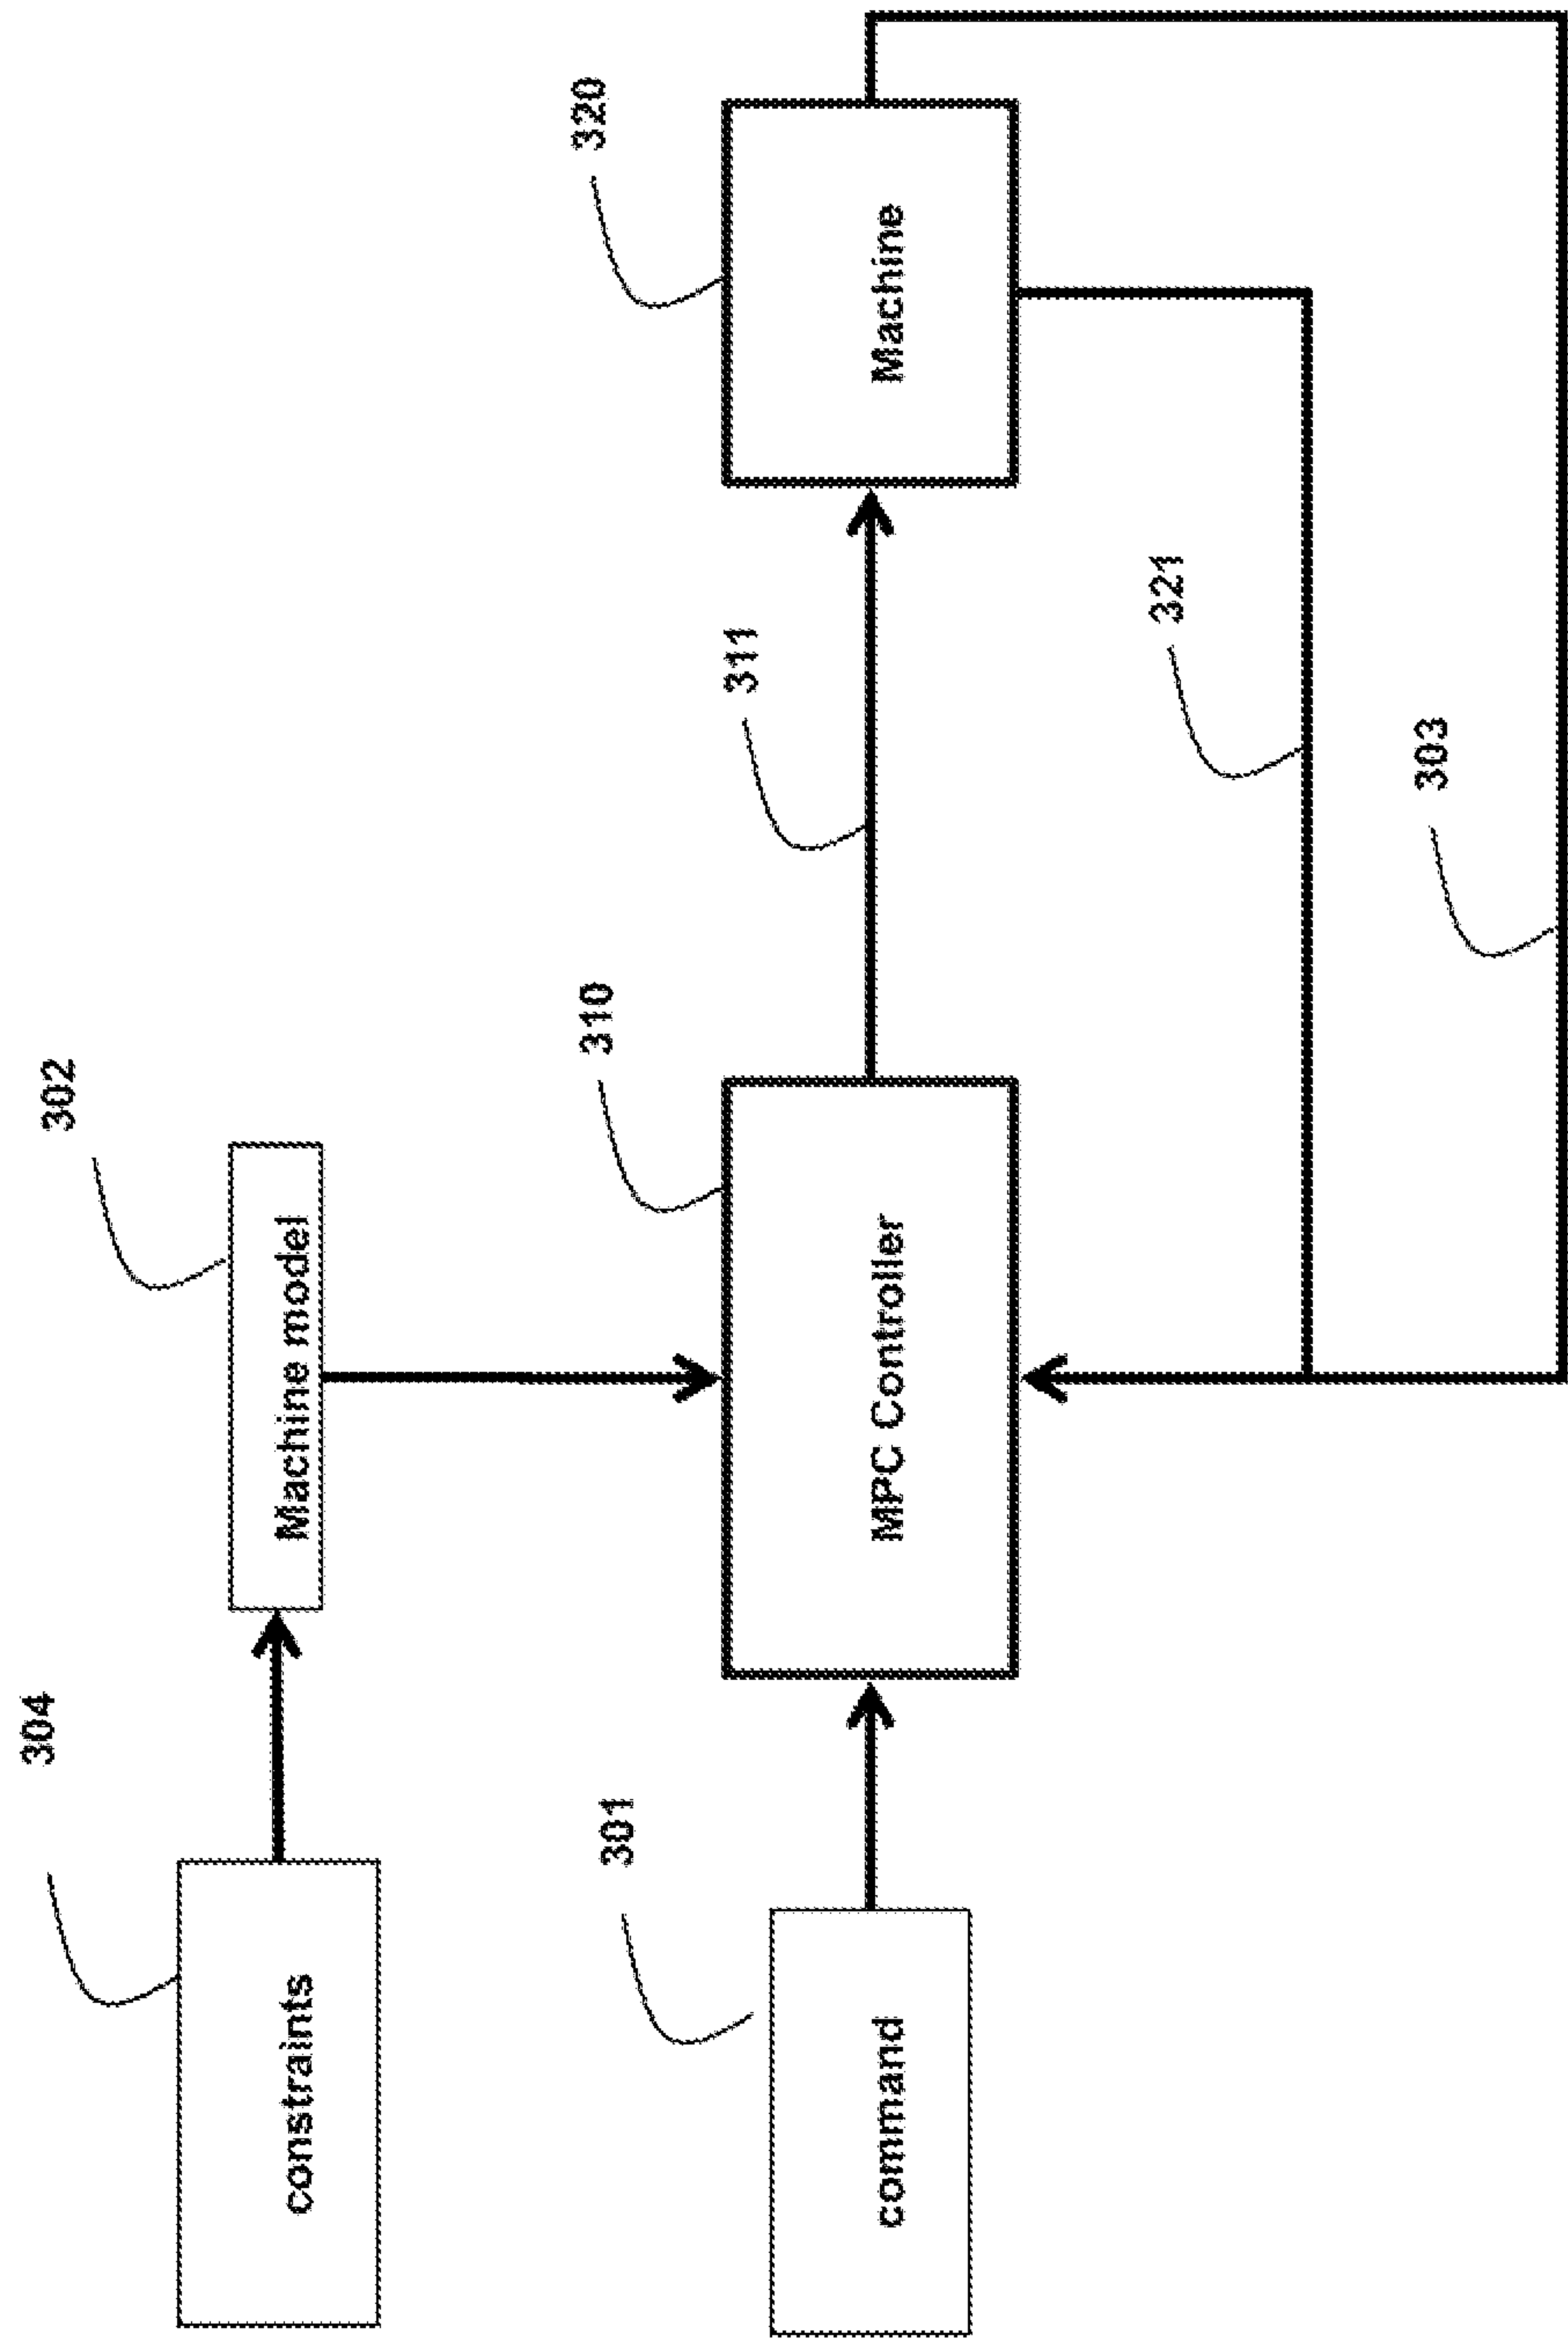 304
302
constraints
Machine model
301
310
311
320
command
MPC Controller
Machine
321
303